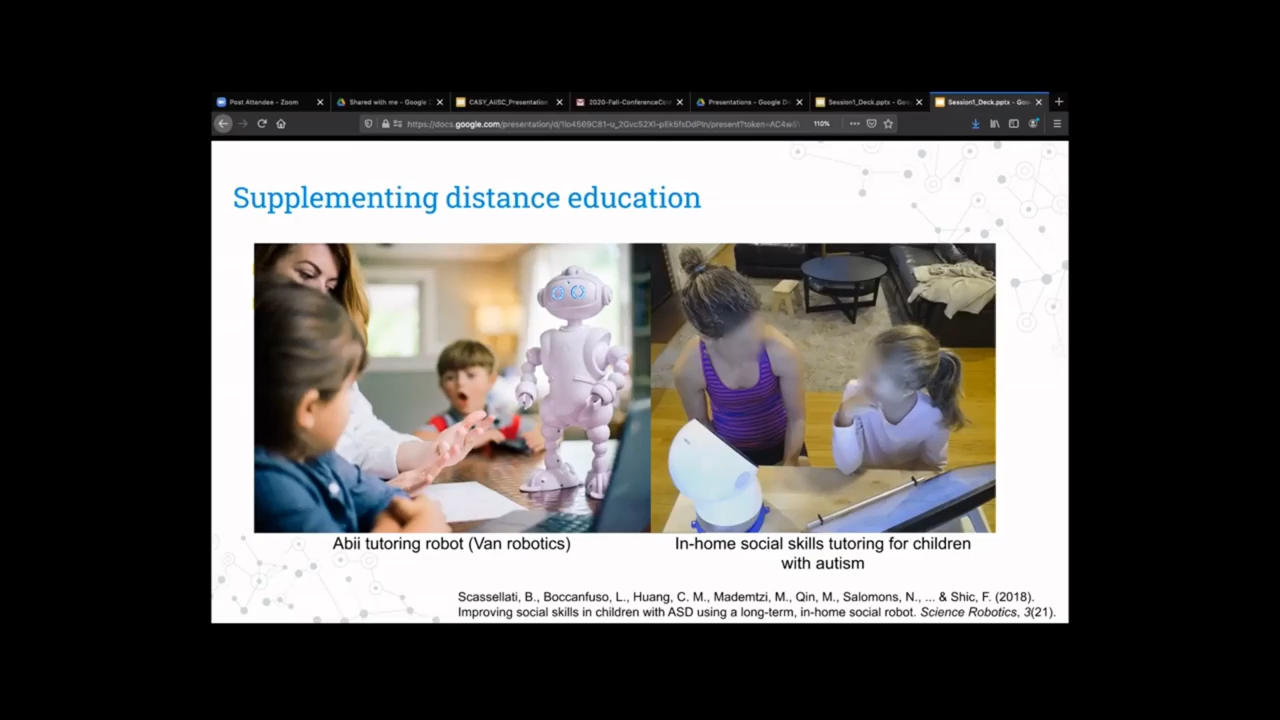 Post Attendee - Zoom
Shared with me - Google
CASY_AIISC_Presentation
2020-Fall-ConferenceCo
Presentations - Google D
Session1_Deck.pptx - Goo
Session1_Deck.pptx - Goo
110%
Supplementing distance education
Abii tutoring robot (Van robotics)
In-home social skills tutoring for children
with autism
Scassellati, B., Boccanfuso, L., Huang, C. M., Mademtzi, M., Qin, M., Salomons, N., ... & Shic, F. (2018).
Improving social skills in children with ASD using a long-term, in-home social robot. Science Robotics, 3(21).